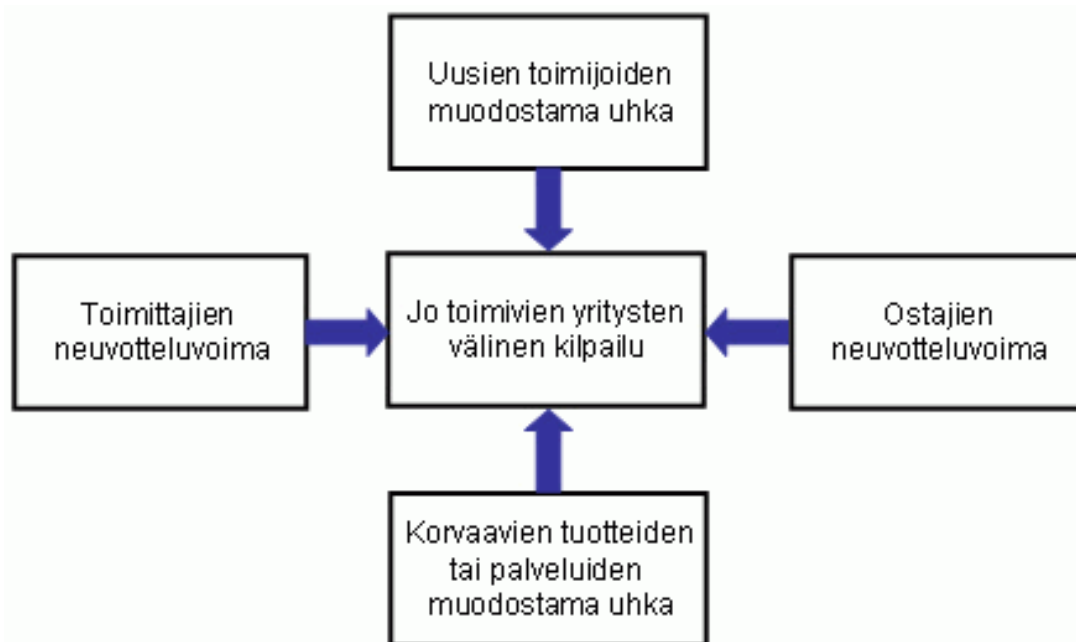 Uusien toimijoiden
muodostama uhka
Toimittajien
neuvotteluvoima
Jo toimivien yritysten
välinen kilpailu
Ostajien
neuvotteluvoima
Korvaavien tuotteiden
tai palveluiden
muodostama uhka